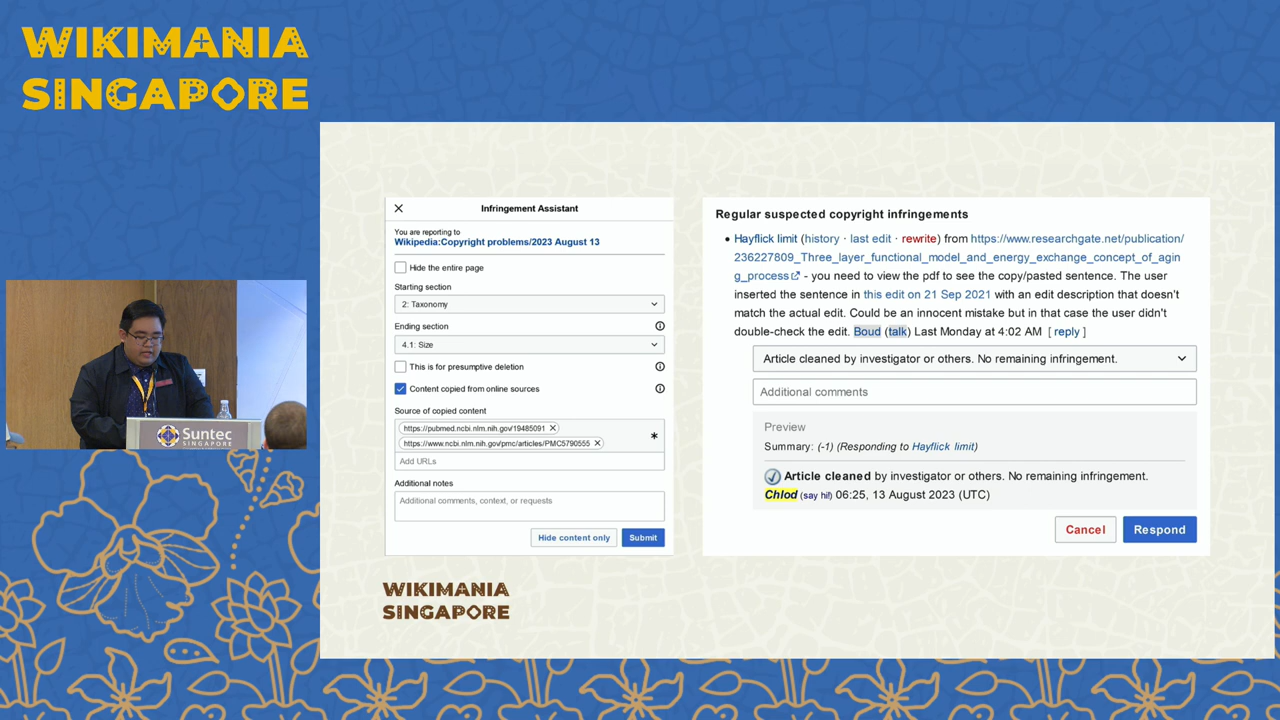 WIKIMANIA
SINGAPORE
Infringement Assistant
You are reporting to
Wikipedia:Copyright problems/2023 August 13
Hide the entire page
Starting section
2: Taxonomy
Ending section
4.1: Size
This is for presumptive deletion
Content copied from online sources
Source of copied content
https://pubmed.ncbi.nlm.nih.gov/19485091
https://www.ncbi.nlm.nih.gov/pmc/articles/PMC5790555
*
Add URLs
Additional notes
Additional comments, context, or requests
Hide content only
Submit
Regular suspected copyright infringements
• Hayflick limit (history · last edit · rewrite) from https://www.researchgate.net/publication/
236227809_Three_layer_functional_model_and_energy_exchange_concept_of_agin
g_process - you need to view the pdf to see the copy/pasted sentence. The user
inserted the sentence in this edit on 21 Sep 2021 with an edit description that doesn't
match the actual edit. Could be an innocent mistake but in that case the user didn't
double-check the edit. Boud (talk) Last Monday at 4:02 AM [ reply ]
Article cleaned by investigator or others. No remaining infringement.
Additional comments
Preview
Summary: (-1) (Responding to Hayflick limit)
Article cleaned by investigator or others. No remaining infringement.
Chlod (say hi!) 06:25, 13 August 2023 (UTC)
Cancel
Respond
Suntec
SINGAPORE
WIKIMANIA
SINGAPORE